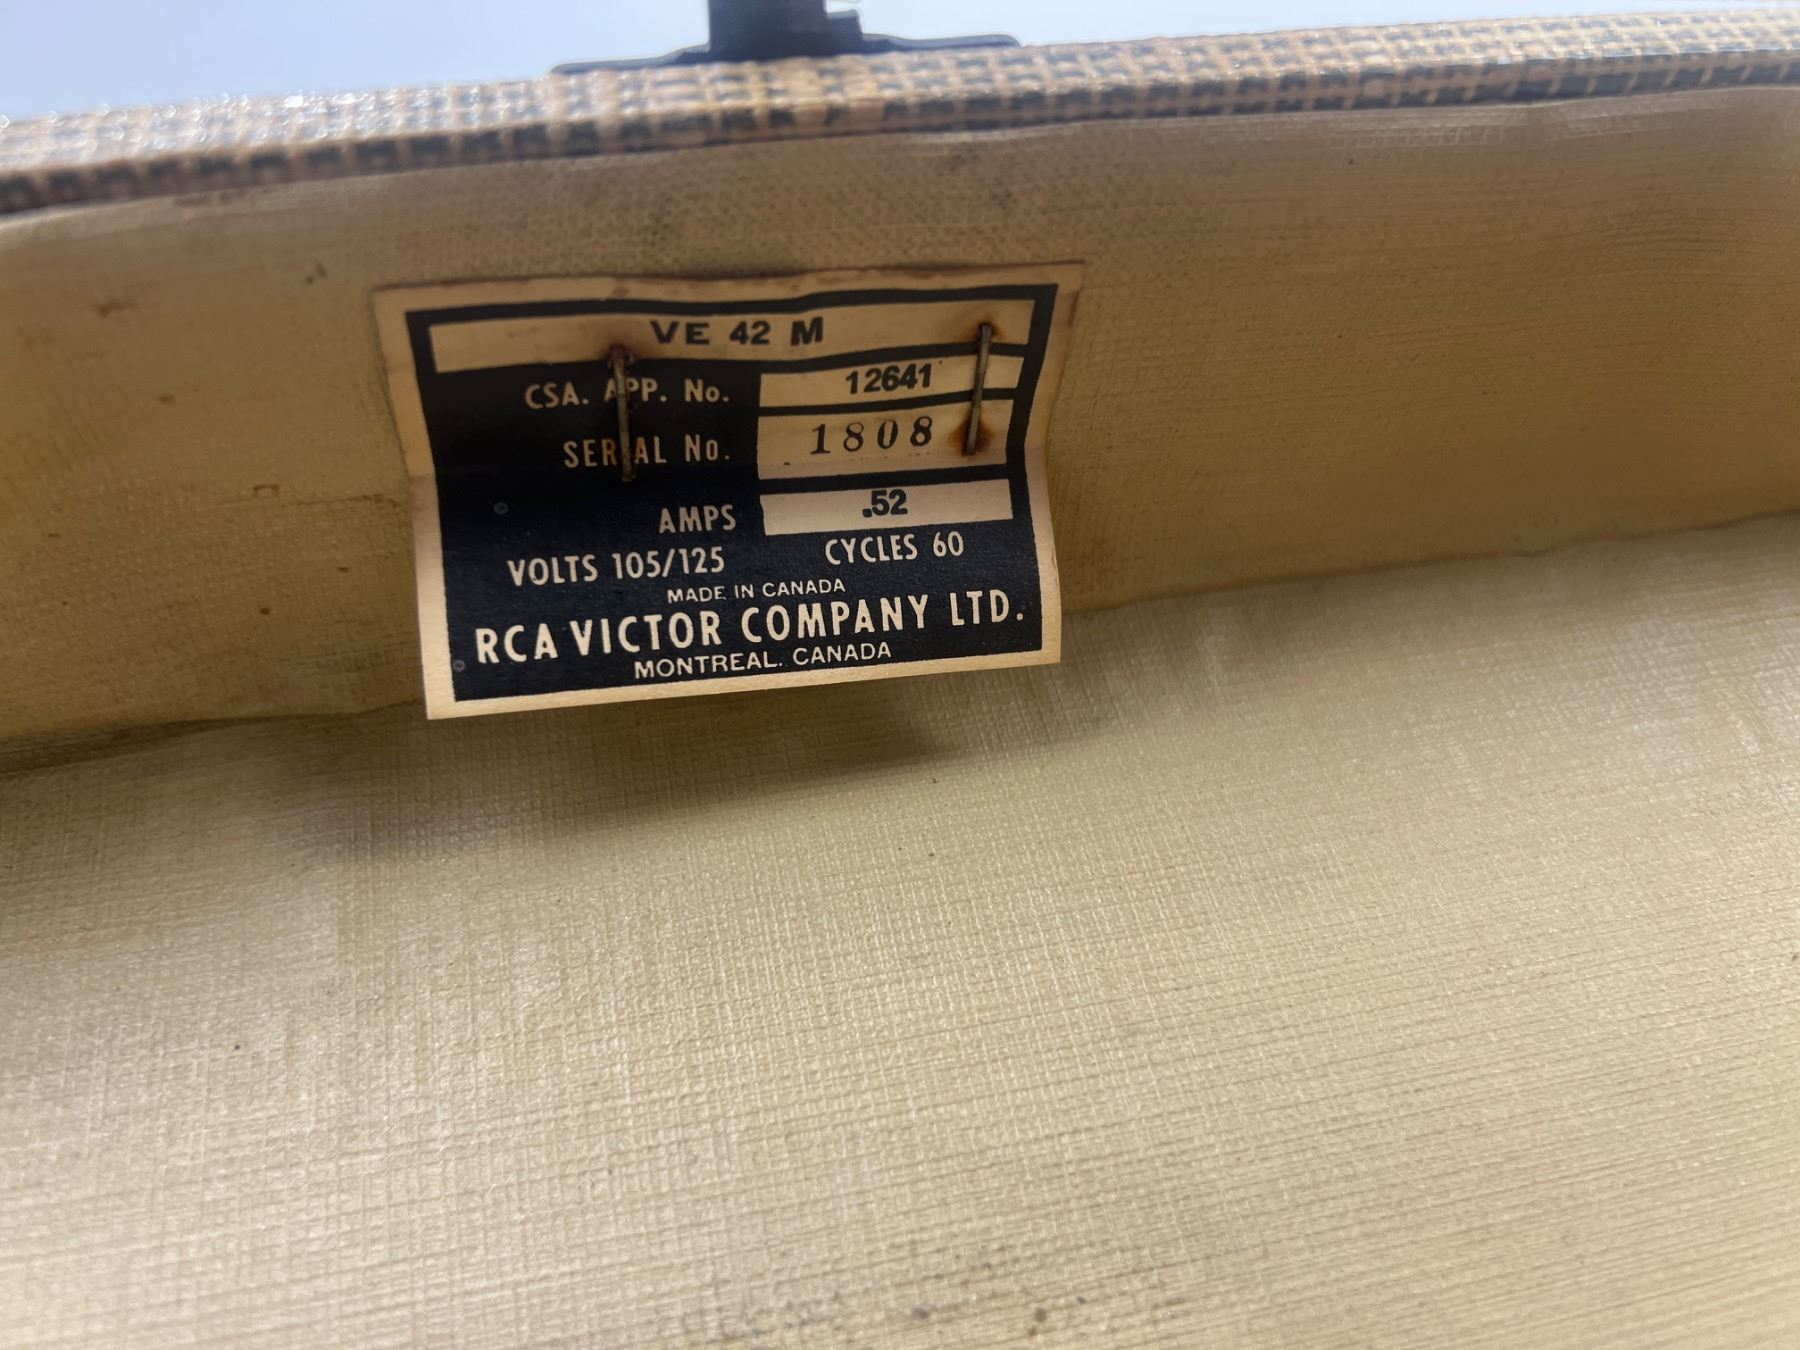 VE 42 M
CSA. APP. No. 12641
SERIAL No. 1808
AMPS .52
VOLTS 105/125 CYCLES 60
MADE IN CANADA
RCA VICTOR COMPANY LTD.
MONTREAL. CANADA